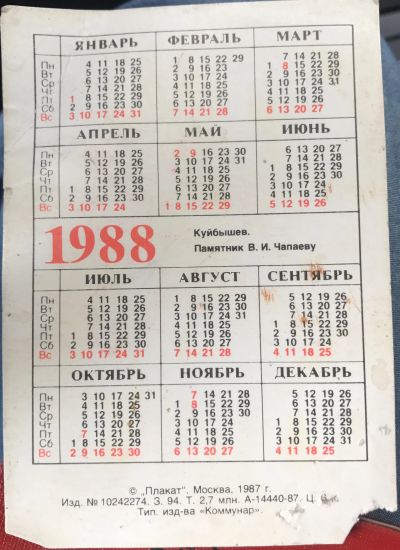 ЯНВАРЬ ФЕВРАЛЬ МАРТ
Пн 4 11 18 25 1 8 15 22 29 7 14 21 28
Вт 5 12 19 26 2 9 16 23 1 8 15 22 29
Ср 6 13 20 27 3 10 17 24 2 9 16 23 30
Чт 7 14 21 28 4 11 18 25 3 10 17 24 31
Пт 1 8 15 22 29 5 12 19 26 4 11 18 25
Сб 2 9 16 23 30 6 13 20 27 5 12 19 26
Вс 3 10 17 24 31 7 14 21 28 6 13 20 27
АПРЕЛЬ МАЙ ИЮНЬ
Пн 4 11 18 25 2 9 16 23 30 6 13 20 27
Вт 5 12 19 26 3 10 17 24 31 7 14 21 28
Ср 6 13 20 27 4 11 18 25 1 8 15 22 29
Чт 7 14 21 28 5 12 19 26 2 9 16 23 30
Пт 1 8 15 22 29 6 13 20 27 3 10 17 24
Сб 2 9 16 23 30 7 14 21 28 4 11 18 25
Вс 3 10 17 24 1 8 15 22 29 5 12 19 26
1988
Куйбышев.
Памятник В. И. Чапаеву
ИЮЛЬ АВГУСТ СЕНТЯБРЬ
Пн 4 11 18 25 1 8 15 22 29 5 12 19 26
Вт 5 12 19 26 2 9 16 23 30 6 13 20 27
Ср 6 13 20 27 3 10 17 24 31 7 14 21 28
Чт 7 14 21 28 4 11 18 25 1 8 15 22 29
Пт 1 8 15 22 29 5 12 19 26 2 9 16 23 30
Сб 2 9 16 23 30 6 13 20 27 3 10 17 24
Вс 3 10 17 24 31 7 14 21 28 4 11 18 25
ОКТЯБРЬ НОЯБРЬ ДЕКАБРЬ
Пн 3 10 17 24 31 7 14 21 28 5 12 19 26
Вт 4 11 18 25 1 8 15 22 29 6 13 20 27
Ср 5 12 19 26 2 9 16 23 30 7 14 21 28
Чт 6 13 20 27 3 10 17 24 1 8 15 22 29
Пт 7 14 21 28 4 11 18 25 2 9 16 23 30
Сб 1 8 15 22 29 5 12 19 26 3 10 17 24 31
Вс 2 9 16 23 30 6 13 20 27 4 11 18 25
© „Плакат", Москва. 1987 г.
Изд. № 10242274. З. 94. Т. 2,7 млн. А-14440-87. Ц.
Тип. изд-ва «Коммунар».